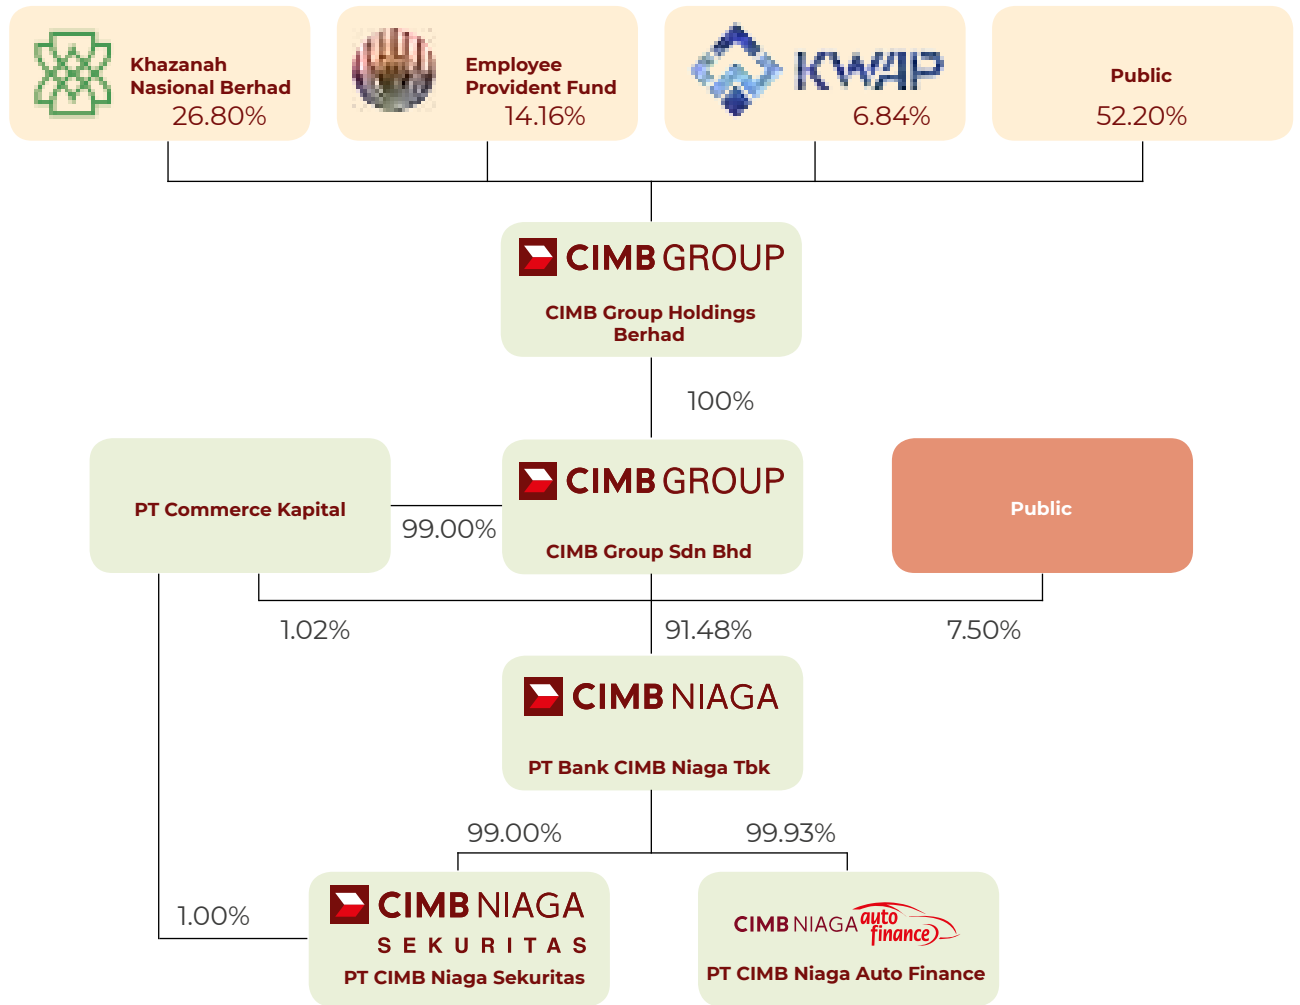 Khazanah
Nasional Berhad
26.80%
Employee
Provident Fund
14.16%
KWAP
6.84%
Public
52.20%
CIMB GROUP
CIMB Group Holdings
Berhad
100%
PT Commerce Kapital
99.00%
CIMB GROUP
CIMB Group Sdn Bhd
Public
1.02%
91.48%
7.50%
CIMB NIAGA
PT Bank CIMB Niaga Tbk
99.00%
99.93%
1.00%
CIMB NIAGA
SEKURITAS
PT CIMB Niaga Sekuritas
CIMB NIAGA auto
finance
PT CIMB Niaga Auto Finance